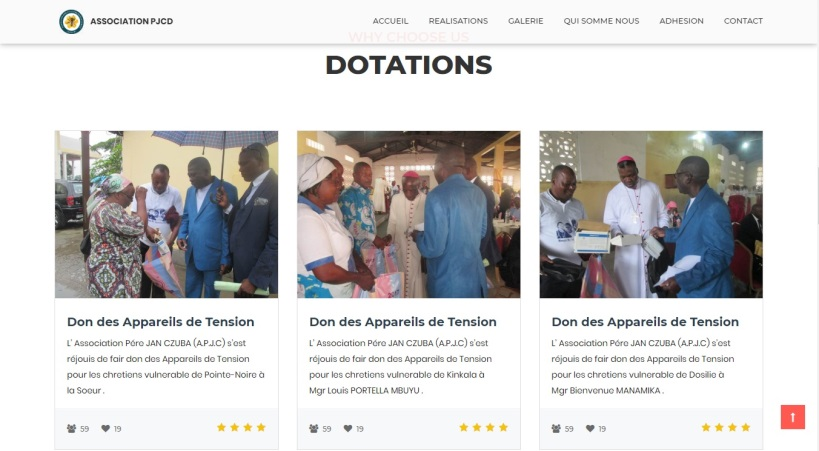 ASSOCIATION PJCD
ACCUEIL REALISATIONS GALERIE QUI SOMME NOUS ADHESION CONTACT
WHY CHOOSE US
DOTATIONS
Don des Appareils de Tension
L' Association Pére JAN CZUBA (A.P.J.C) s'est
réjouis de fair don des Appareils de Tension
pour les chretiens vulnerable de Pointe-Noire à
la Soeur .
59 19
Don des Appareils de Tension
L' Association Pére JAN CZUBA (A.P.J.C) s'est
réjouis de fair don des Appareils de Tension
pour les chretiens vulnerable de Kinkala à
Mgr Louis PORTELLA MBUYU .
59 19
Don des Appareils de Tension
L' Association Pére JAN CZUBA (A.P.J.C) s'est
réjouis de fair don des Appareils de Tension
pour les chretiens vulnerable de Dosilie à
Mgr Bienvenue MANAMIKA .
59 19